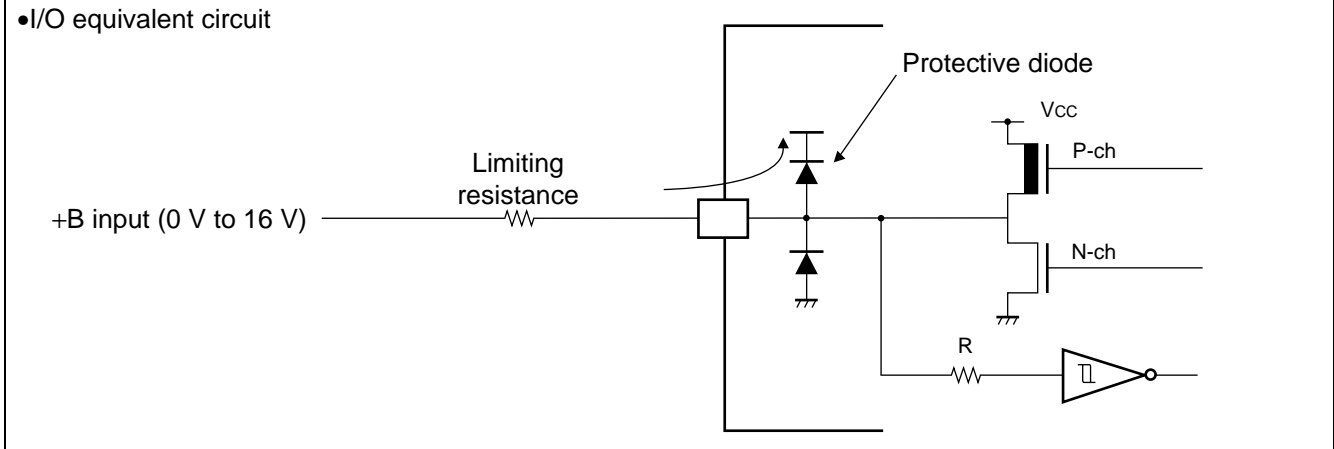 •I/O equivalent circuit
Protective diode
Vcc
P-ch
Limiting
resistance
+B input (0 V to 16 V)
N-ch
R